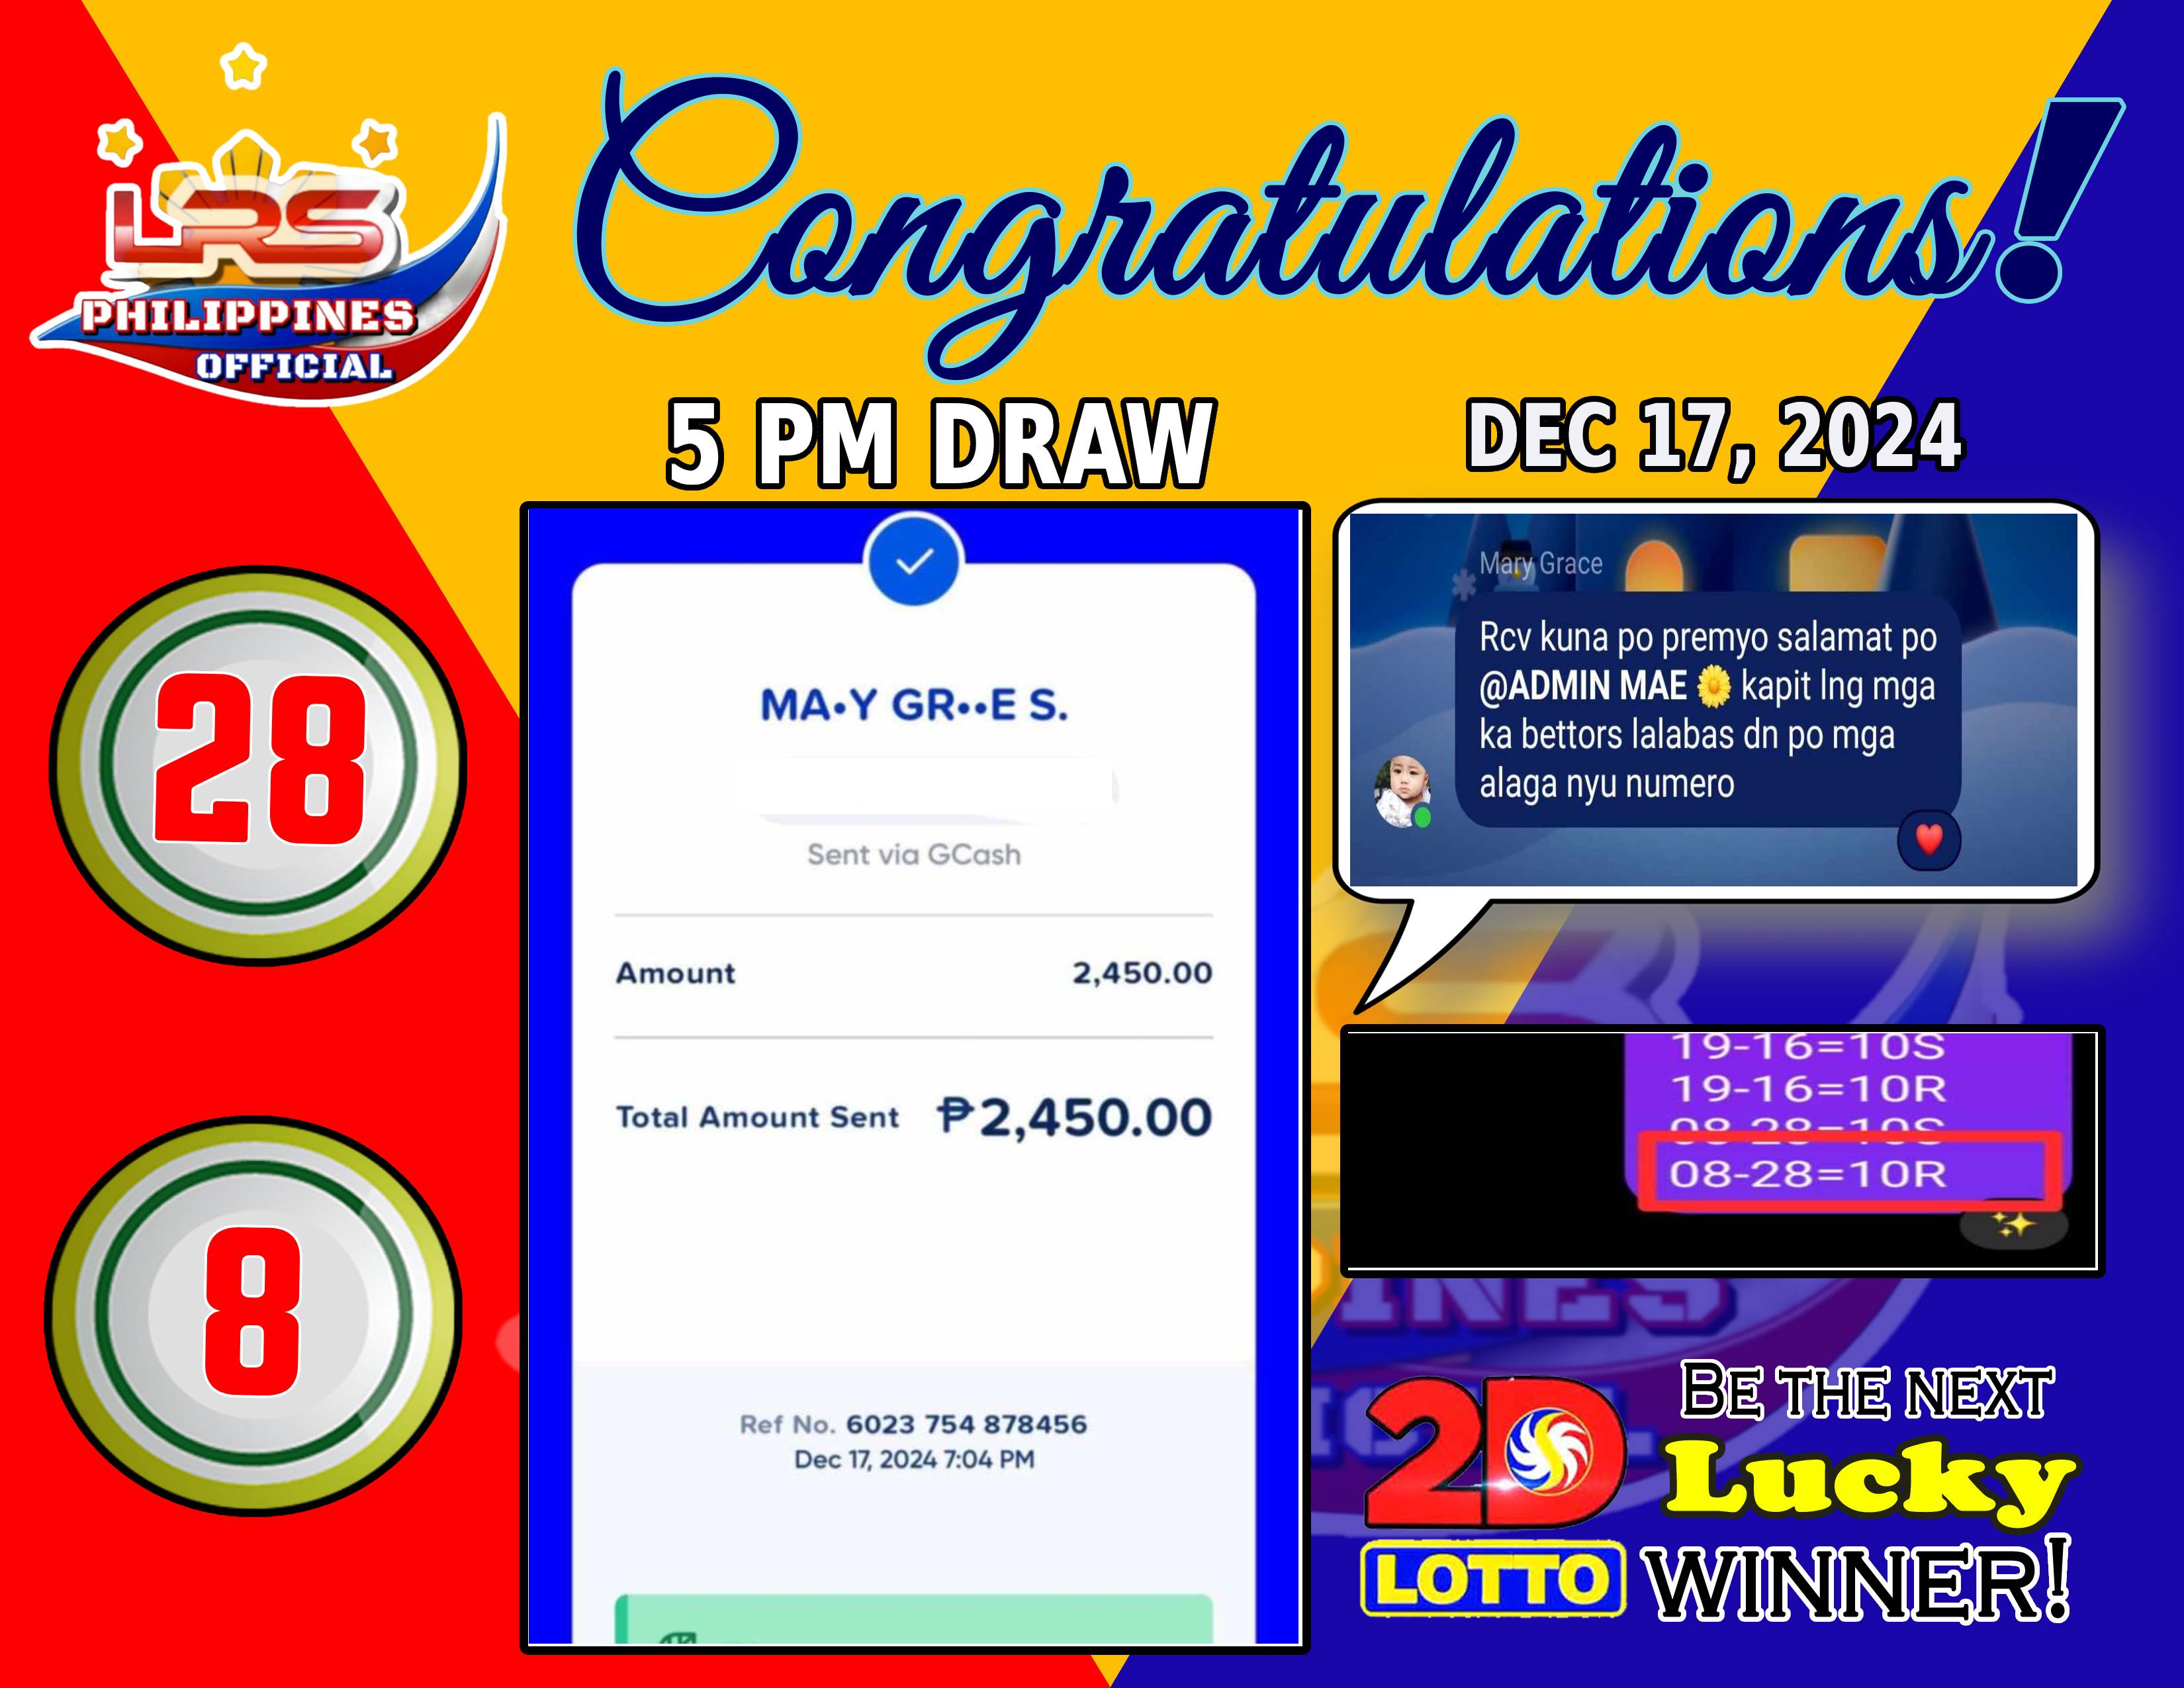 LRS
PHILIPPINES
OFFICIAL
Congratulations!
5 PM DRAW
DEC 17, 2024
28
8
MA•Y GR••E S.
Sent via GCash
Amount 2,450.00
Total Amount Sent ₱2,450.00
Ref No. 6023 754 878456
Dec 17, 2024 7:04 PM
Mary Grace
Rcv kuna po premyo salamat po
@ADMIN MAE 🌼 kapit lng mga
ka bettors lalabas dn po mga
alaga nyu numero
19-16=10S
19-16=10R
08-28=10S
08-28=10R
2D
LOTTO
BE THE NEXT
Lucky
WINNER!